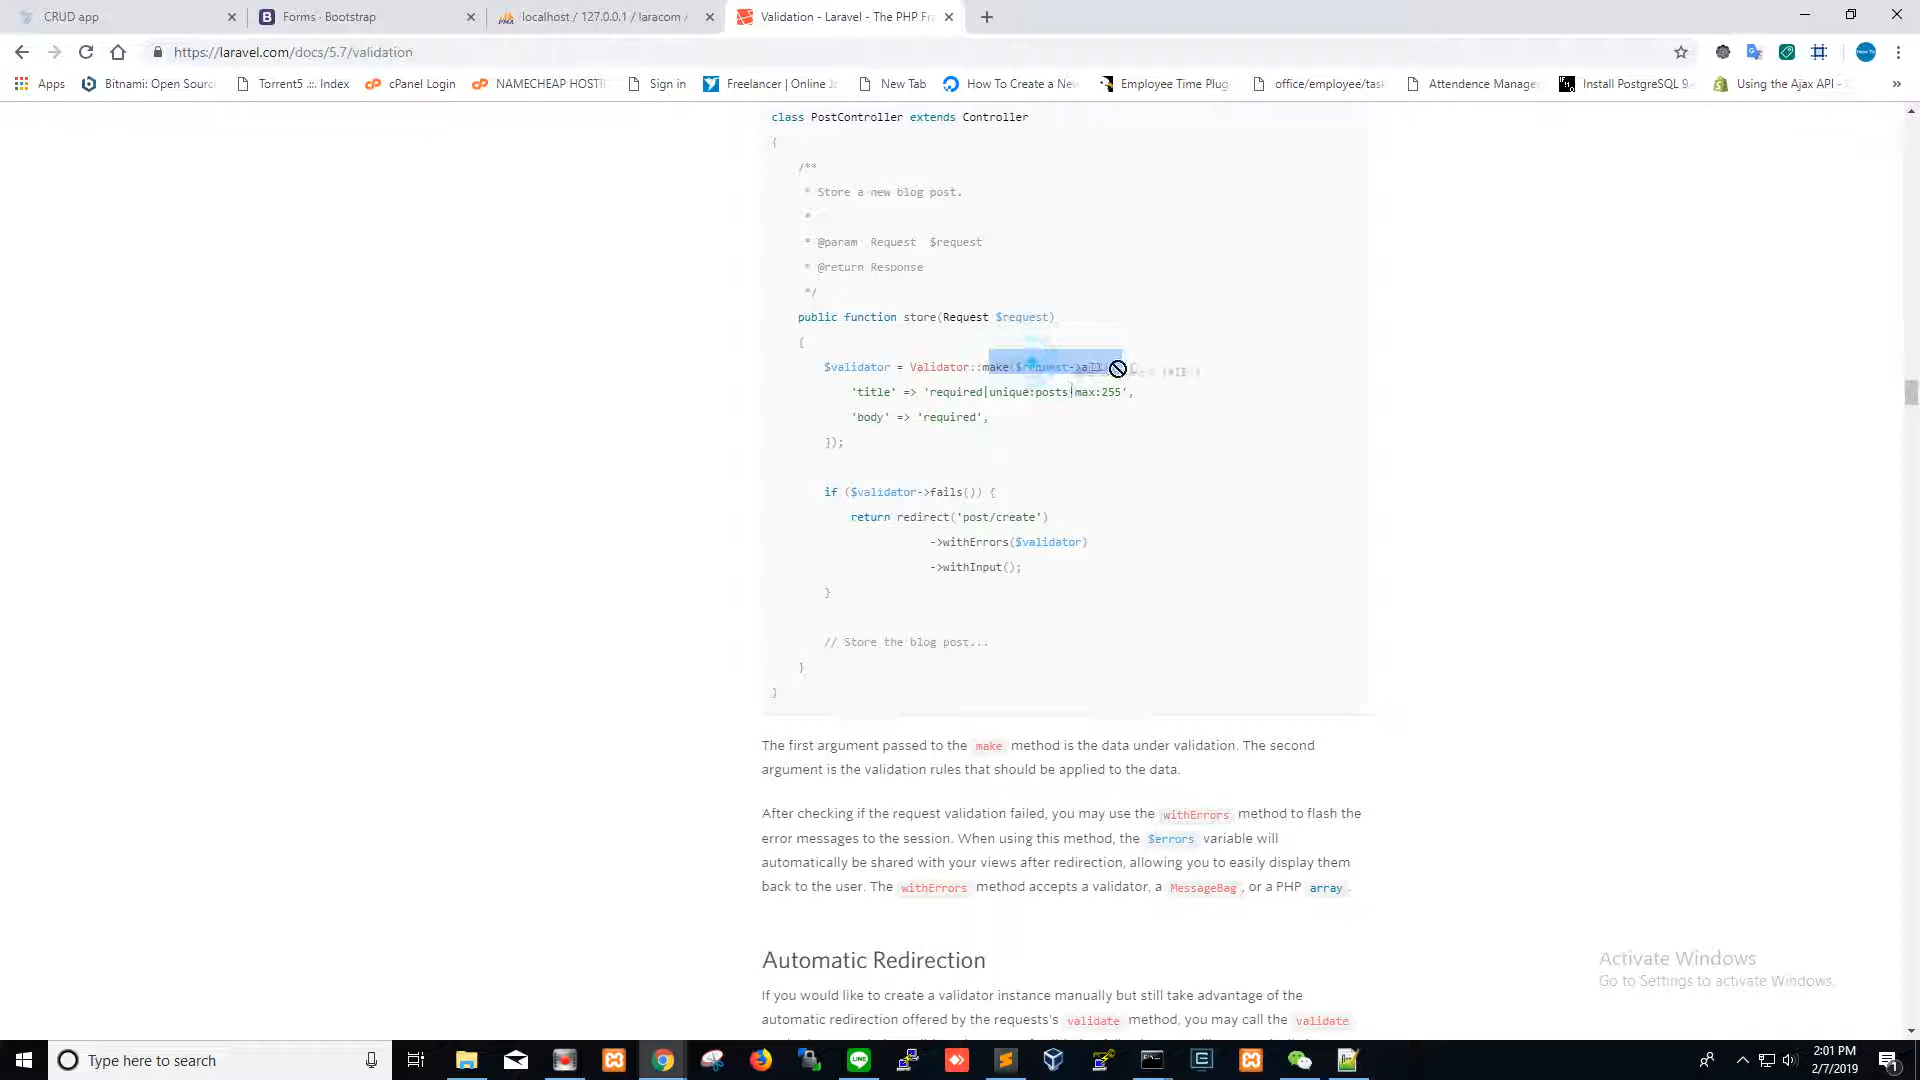 CRUD app
Forms · Bootstrap
localhost / 127.0.0.1 / laracom /
Validation - Laravel - The PHP Fr
https://laravel.com/docs/5.7/validation
Apps
Bitnami: Open Source
Torrent5 .::. Index
cPanel Login
NAMECHEAP HOSTI
Sign in
Freelancer | Online Jo
New Tab
How To Create a New
Employee Time Plug
office/employee/task
Attendence Manager
Install PostgreSQL 9.
Using the Ajax API -
class PostController extends Controller
{
/**
* Store a new blog post.
*
* @param Request $request
* @return Response
*/
public function store(Request $request)
{
$validator = Validator::make($request->all
'title' => 'required|unique:posts|max:255',
'body' => 'required',
]);
if ($validator->fails()) {
return redirect('post/create')
->withErrors($validator)
->withInput();
}
// Store the blog post...
}
}
The first argument passed to the make method is the data under validation. The second
argument is the validation rules that should be applied to the data.
After checking if the request validation failed, you may use the withErrors method to flash the
error messages to the session. When using this method, the $errors variable will
automatically be shared with your views after redirection, allowing you to easily display them
back to the user. The withErrors method accepts a validator, a MessageBag, or a PHP array.
Automatic Redirection
If you would like to create a validator instance manually but still take advantage of the
automatic redirection offered by the requests's validate method, you may call the validate
Activate Windows
Go to Settings to activate Windows.
Type here to search
2:01 PM
2/7/2019
1